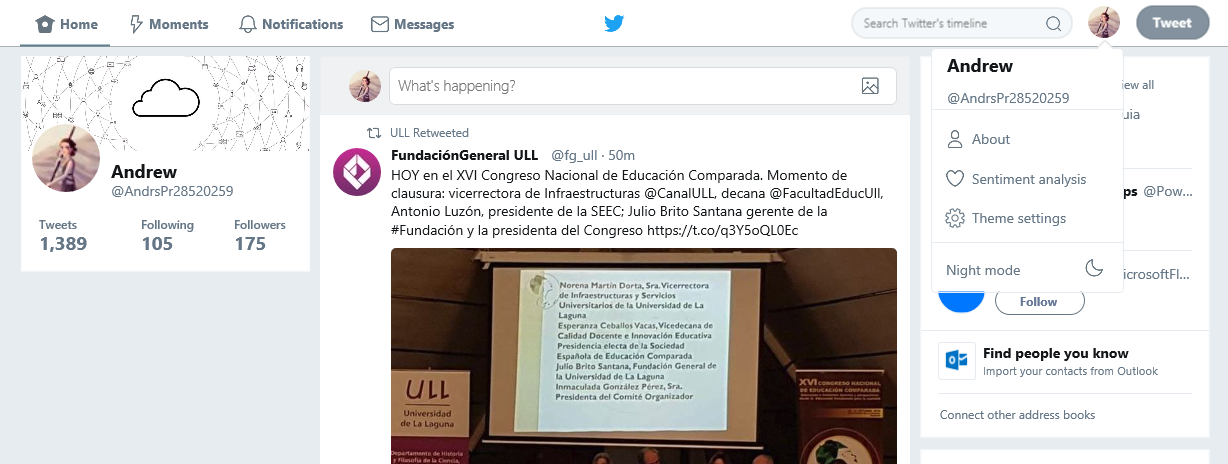 Home
Moments
Notifications
Messages
Search Twitter's timeline
Tweet
Andrew
@AndrsPr28520259
Tweets
1,389
Following
105
Followers
175
What's happening?
ULL Retweeted
FundaciónGeneral ULL @fg_ull · 50m
HOY en el XVI Congreso Nacional de Educación Comparada. Momento de
clausura: vicerrectora de Infraestructuras @CanalULL, decana @FacultadEducUll,
Antonio Luzón, presidente de la SEEC; Julio Brito Santana gerente de la
#Fundación y la presidenta del Congreso https://t.co/q3Y5oQL0Ec
Norena Martín Dorta, Sra. Vicerrectora
de Infraestructuras y Servicios
Universitarios de la Universidad de La
Laguna
Esperanza Ceballos Vacas, Vicedecana de
Calidad Docente e Innovación Educativa
Presidencia electa de la Sociedad
Española de Educación Comparada
Julio Brito Santana, Fundación General de
la Universidad de La Laguna
Inmaculada González Pérez, Sra.
Presidenta del Comité Organizador
ULL
Universidad
de La Laguna
Departamento de Historia
y Filosofía de la Ciencia,
XVI CONGRESO NACIONAL
DE EDUCACIÓN COMPARADA
Andrew
@AndrsPr28520259
About
Sentiment analysis
Theme settings
Night mode
iew all
uia
ps @Pow...
icrosoftFl...
Follow
Find people you know
Import your contacts from Outlook
Connect other address books